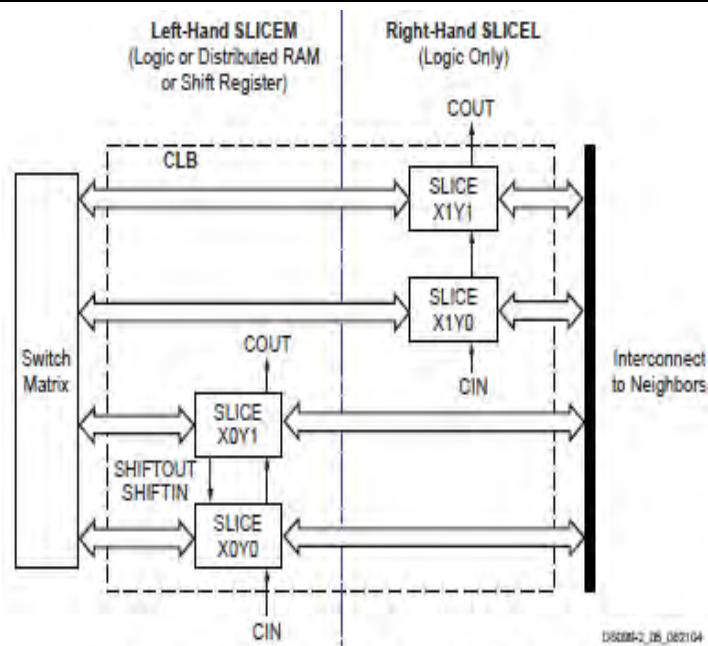 Left-Hand SLICEM
(Logic or Distributed RAM
or Shift Register)
Right-Hand SLICEL
(Logic Only)
COUT
CLB
SLICE
X1Y1
SLICE
X1Y0
COUT
Switch
Matrix
CIN
Interconnect
to Neighbors
SLICE
X0Y1
SHIFTOUT
SHIFTIN
SLICE
X0Y0
CIN